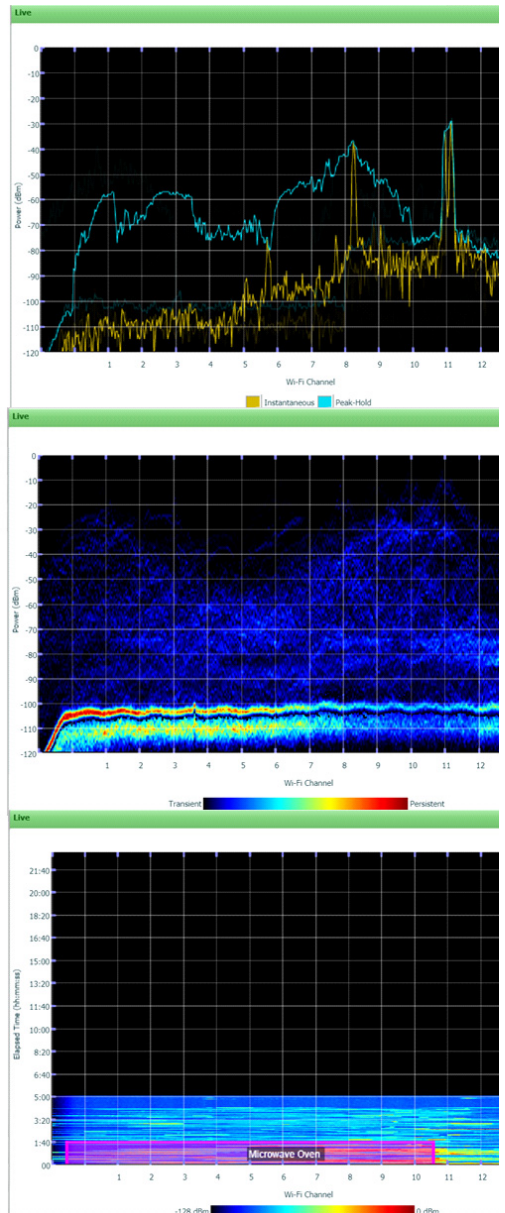 Live
0
-10
-20
-30
-40
-50
-60
-70
-80
-90
-100
-110
-120
Power (dBm)
1 2 3 4 5 6 7 8 9 10 11 12
Wi-Fi Channel
Instantaneous Peak-Hold
Live
0
-10
-20
-30
-40
-50
-60
-70
-80
-90
-100
-110
-120
Power (dBm)
1 2 3 4 5 6 7 8 9 10 11 12
Wi-Fi Channel
Transient Persistent
Live
21:40
20:00
18:20
16:40
15:00
13:20
11:40
10:00
8:20
6:40
5:00
3:20
1:40
00
Elapsed Time (hh:mm:ss)
Microwave Oven
1 2 3 4 5 6 7 8 9 10 11 12
Wi-Fi Channel
-128 dBm 0 dBm